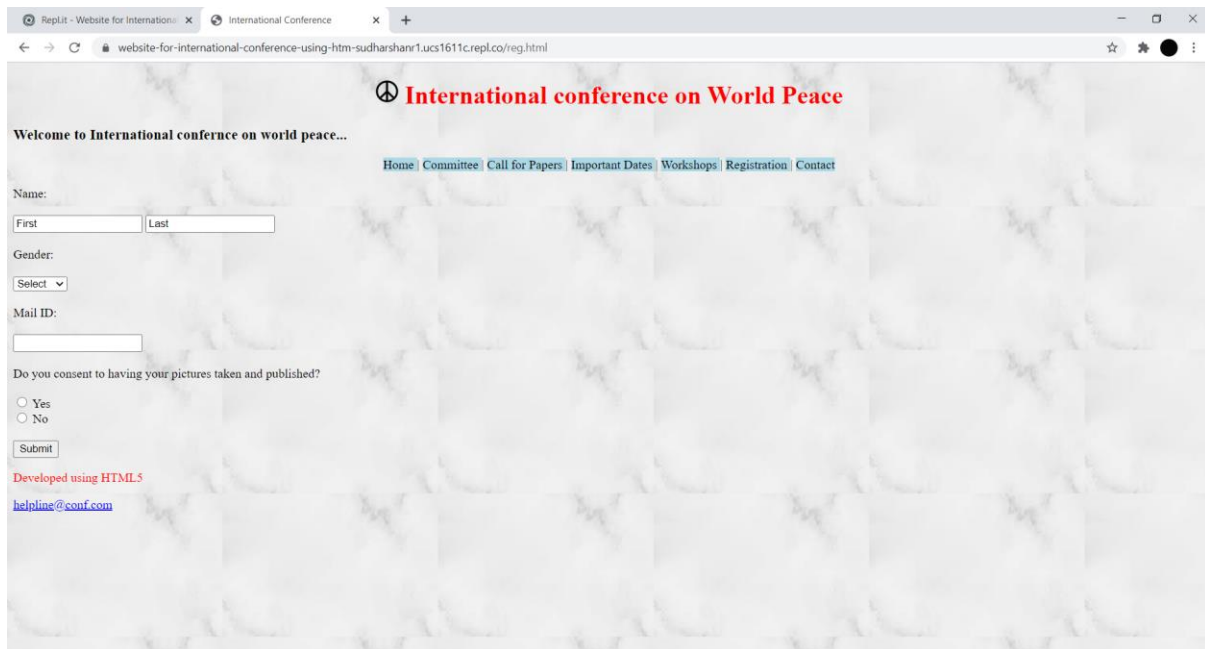 Repl.it - Website for Internationa
International Conference
website-for-international-conference-using-htm-sudharshanr1.ucs1611c.repl.co/reg.html
International conference on World Peace
Welcome to International confernce on world peace...
Home | Committee | Call for Papers | Important Dates | Workshops | Registration | Contact
Name:
First Last
Gender:
Select
Mail ID:
Do you consent to having your pictures taken and published?
Yes
No
Submit
Developed using HTML5
helpline@conf.com